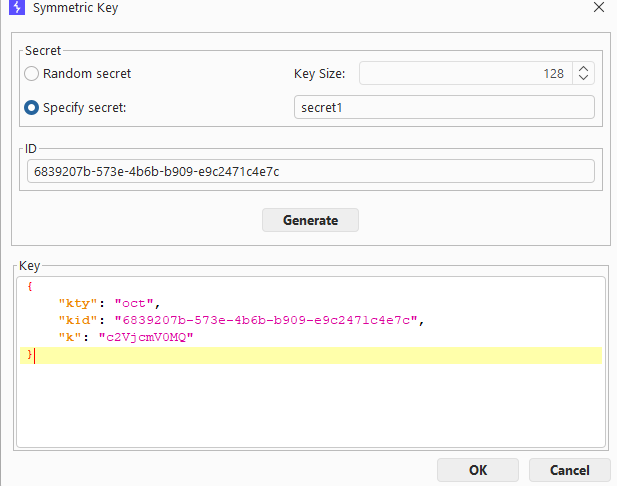 Symmetric Key
Secret
Random secret
Key Size:
128
Specify secret:
secret1
ID
6839207b-573e-4b6b-b909-e9c2471c4e7c
Generate
Key
{
"kty": "oct",
"kid": "6839207b-573e-4b6b-b909-e9c2471c4e7c",
"k": "c2VjcmV0MQ"
}
OK
Cancel